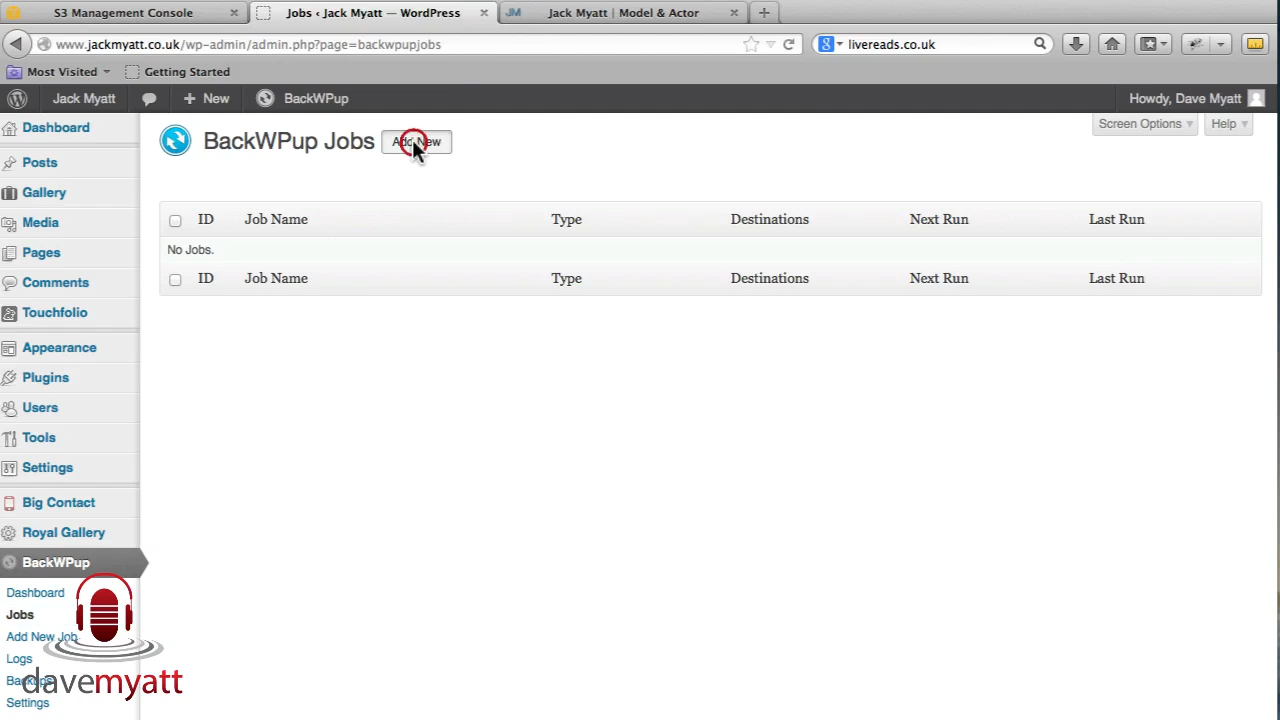 S3 Management Console
Jobs ‹ Jack Myatt — WordPress
JM Jack Myatt | Model & Actor
www.jackmyatt.co.uk/wp-admin/admin.php?page=backwpupjobs
livereads.co.uk
Most Visited
Getting Started
Jack Myatt
+ New
BackWPup
Howdy, Dave Myatt
Screen Options
Help
BackWPup Jobs
Add New
ID Job Name Type Destinations Next Run Last Run
No Jobs.
ID Job Name Type Destinations Next Run Last Run
Dashboard
Posts
Gallery
Media
Pages
Comments
Touchfolio
Appearance
Plugins
Users
Tools
Settings
Big Contact
Royal Gallery
BackWPup
Dashboard
Jobs
Add New Job
Logs
Backups
Settings
davemyatt